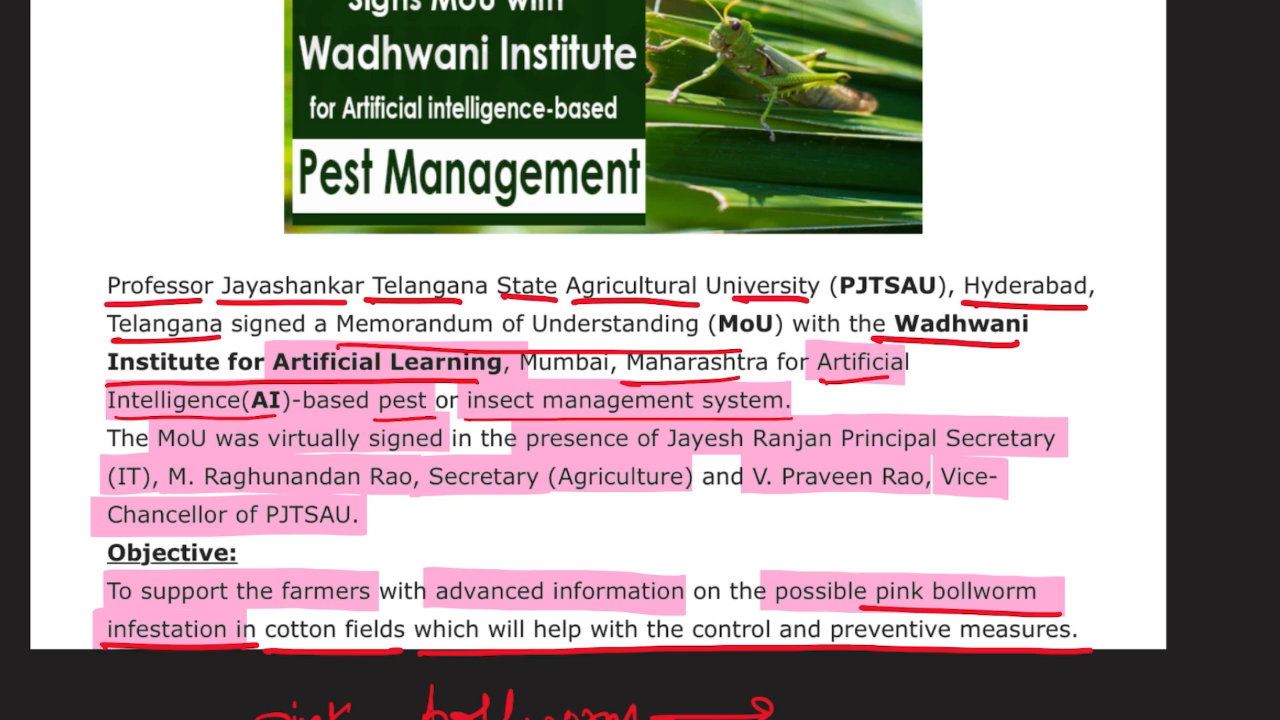 Signs MoU with
Wadhwani Institute
for Artificial intelligence-based
Pest Management
Professor Jayashankar Telangana State Agricultural University (PJTSAU), Hyderabad,
Telangana signed a Memorandum of Understanding (MoU) with the Wadhwani
Institute for Artificial Learning, Mumbai, Maharashtra for Artificial
Intelligence(AI)-based pest or insect management system.
The MoU was virtually signed in the presence of Jayesh Ranjan Principal Secretary
(IT), M. Raghunandan Rao, Secretary (Agriculture) and V. Praveen Rao, Vice-
Chancellor of PJTSAU.
Objective:
To support the farmers with advanced information on the possible pink bollworm
infestation in cotton fields which will help with the control and preventive measures.
pink bollworm